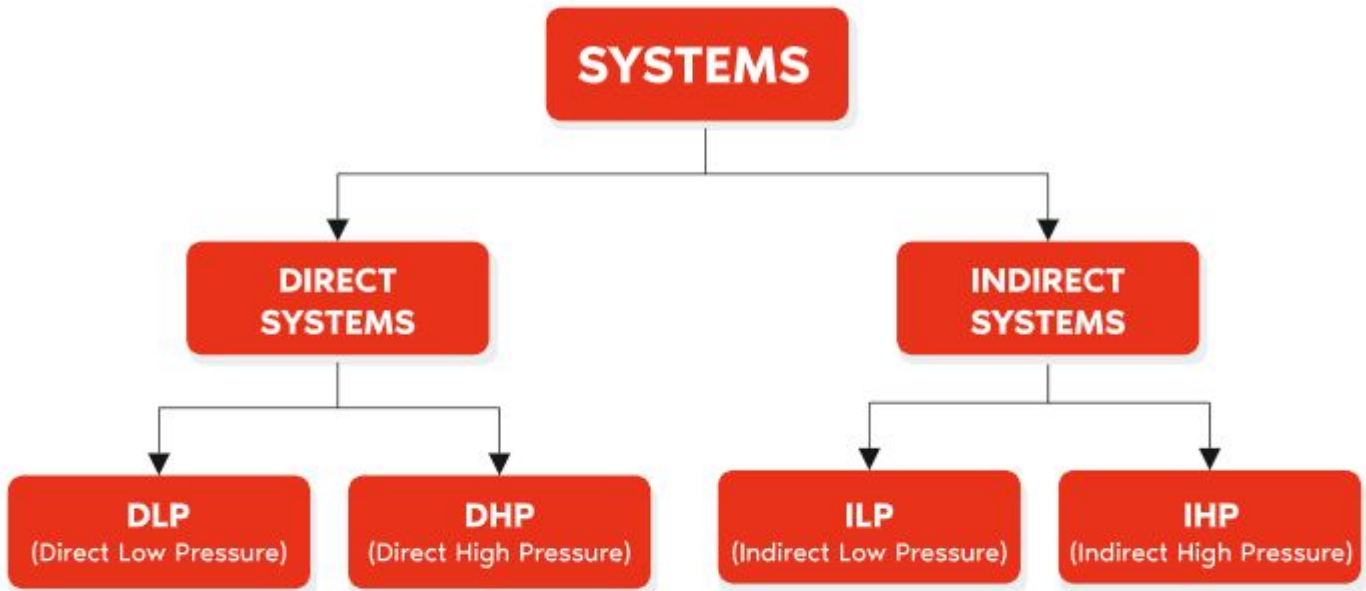 SYSTEMS
DIRECT
SYSTEMS
INDIRECT
SYSTEMS
DLP
(Direct Low Pressure)
DHP
(Direct High Pressure)
ILP
(Indirect Low Pressure)
IHP
(Indirect High Pressure)